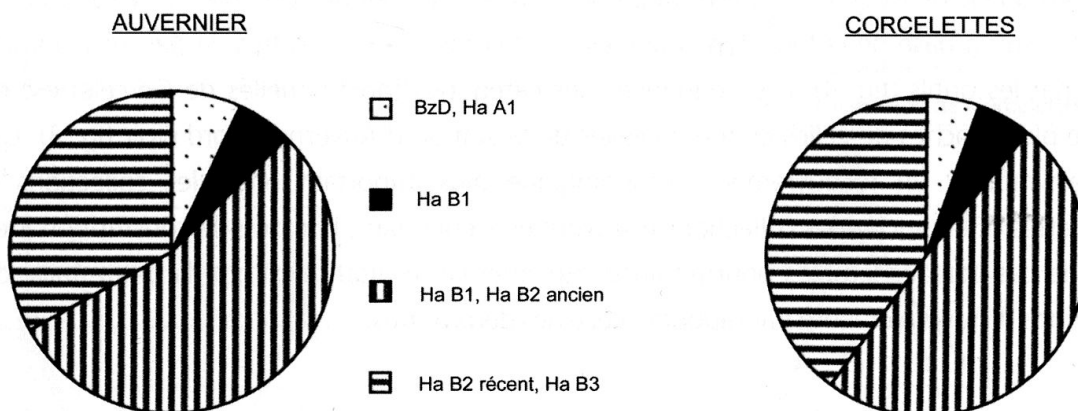 AUVERNIER
CORCELETTES
BzD, Ha A1
Ha B1
Ha B1, Ha B2 ancien
Ha B2 récent, Ha B3